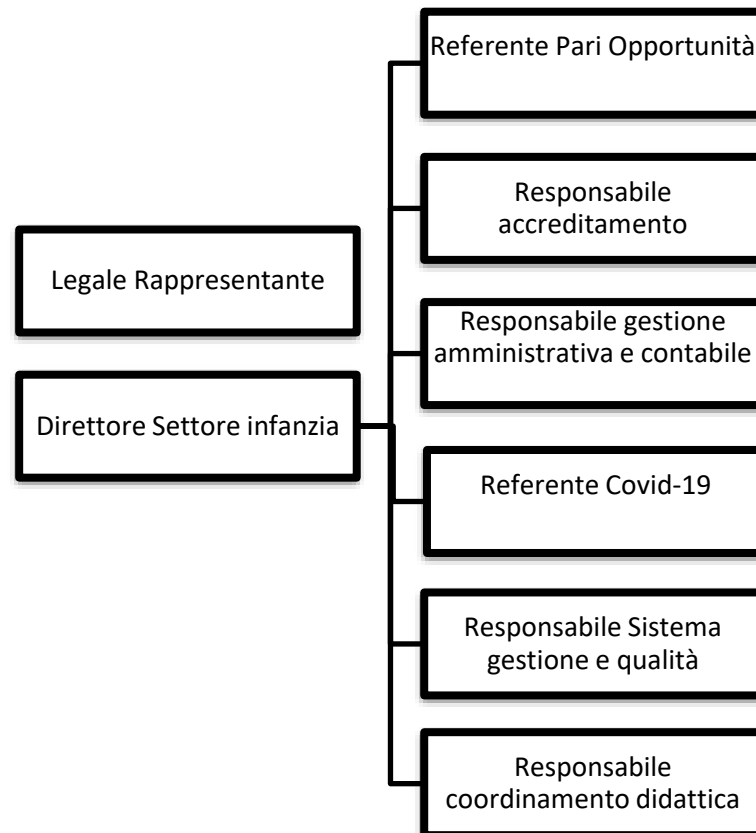 Legale Rappresentante
Direttore Settore infanzia
Referente Pari Opportunità
Responsabile
accreditamento
Responsabile gestione
amministrativa e contabile
Referente Covid-19
Responsabile Sistema
gestione e qualità
Responsabile
coordinamento didattica